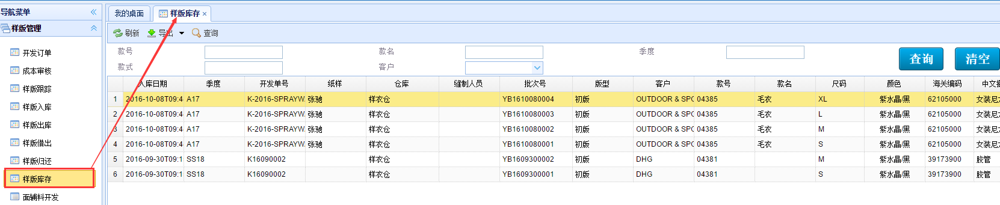 导航菜单
样版管理
开发订单
成本审核
样版跟踪
样版入库
样版出库
样版借出
样版归还
样版库存
面辅料开发
我的桌面 样版库存
刷新 导出 查询
款号 款名 季度
款式 客户
查询 清空
入库日期 季度 开发单号 纸样 仓库 缝制人员 批次号 版型 客户 款号 款名 尺码 颜色 海关编码 中文
1 2016-10-08T09:4 A17 K-2016-SPRAYW 张驰 样衣仓 YB1610080004 初版 OUTDOOR & SPO 04385 毛衣 XL 紫水晶/黑 62105000 女装尼
2 2016-10-08T09:4 A17 K-2016-SPRAYW 张驰 样衣仓 YB1610080003 初版 OUTDOOR & SPO 04385 毛衣 L 紫水晶/黑 62105000 女装尼
3 2016-10-08T09:4 A17 K-2016-SPRAYW 张驰 样衣仓 YB1610080002 初版 OUTDOOR & SPO 04385 毛衣 M 紫水晶/黑 62105000 女装尼
4 2016-10-08T09:4 A17 K-2016-SPRAYW 张驰 样衣仓 YB1610080001 初版 OUTDOOR & SPO 04385 毛衣 S 紫水晶/黑 62105000 女装尼
5 2016-09-30T09:1 SS18 K16090002 样衣仓 YB1609300002 初版 DHG 04381 M 紫水晶/黑 39173900 胶管
6 2016-09-30T09:1 SS18 K16090002 样衣仓 YB1609300001 初版 DHG 04381 S 紫水晶/黑 39173900 胶管